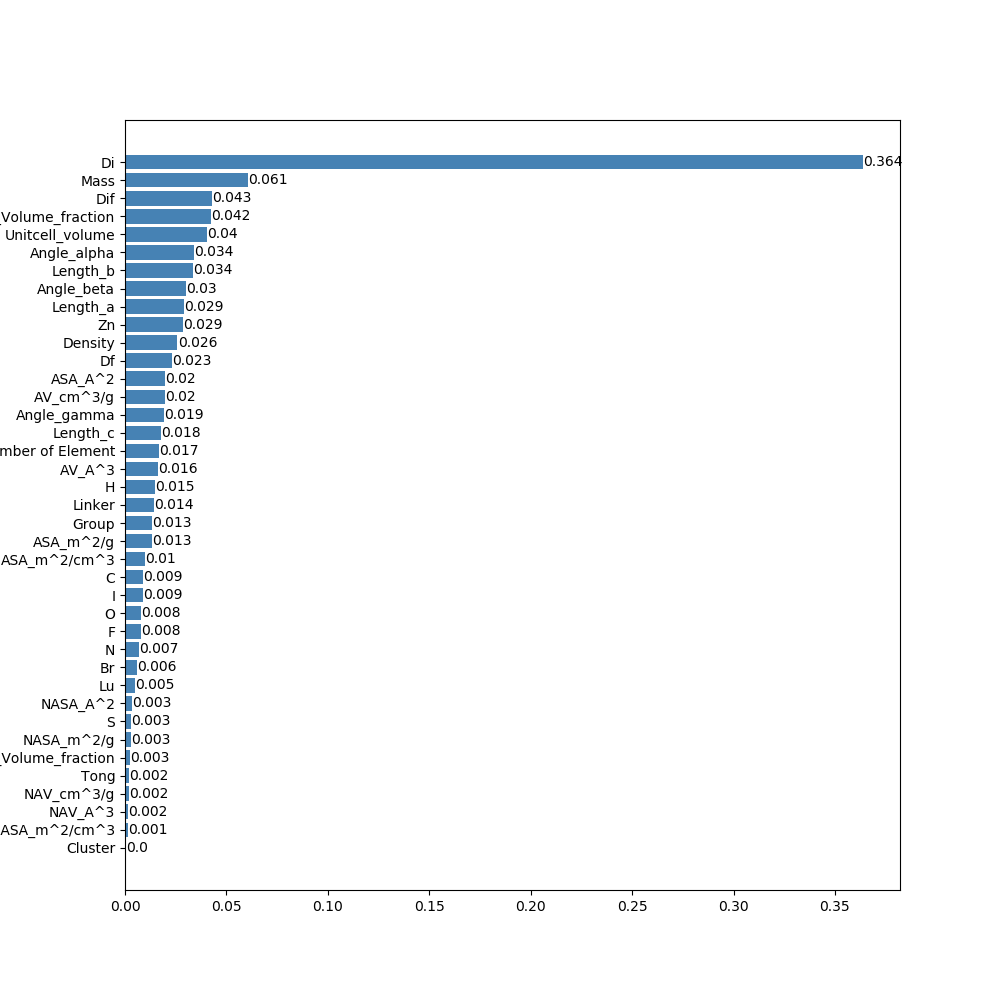 Di 0.364
Mass 0.061
Dif 0.043
_Volume_fraction 0.042
Unitcell_volume 0.04
Angle_alpha 0.034
Length_b 0.034
Angle_beta 0.03
Length_a 0.029
Zn 0.029
Density 0.026
Df 0.023
ASA_A^2 0.02
AV_cm^3/g 0.02
Angle_gamma 0.019
Length_c 0.018
mber of Element 0.017
AV_A^3 0.016
H 0.015
Linker 0.014
Group 0.013
ASA_m^2/g 0.013
ASA_m^2/cm^3 0.01
C 0.009
I 0.009
O 0.008
F 0.008
N 0.007
Br 0.006
Lu 0.005
NASA_A^2 0.003
S 0.003
NASA_m^2/g 0.003
_Volume_fraction 0.003
Tong 0.002
NAV_cm^3/g 0.002
NAV_A^3 0.002
ASA_m^2/cm^3 0.001
Cluster 0.0
0.00 0.05 0.10 0.15 0.20 0.25 0.30 0.35